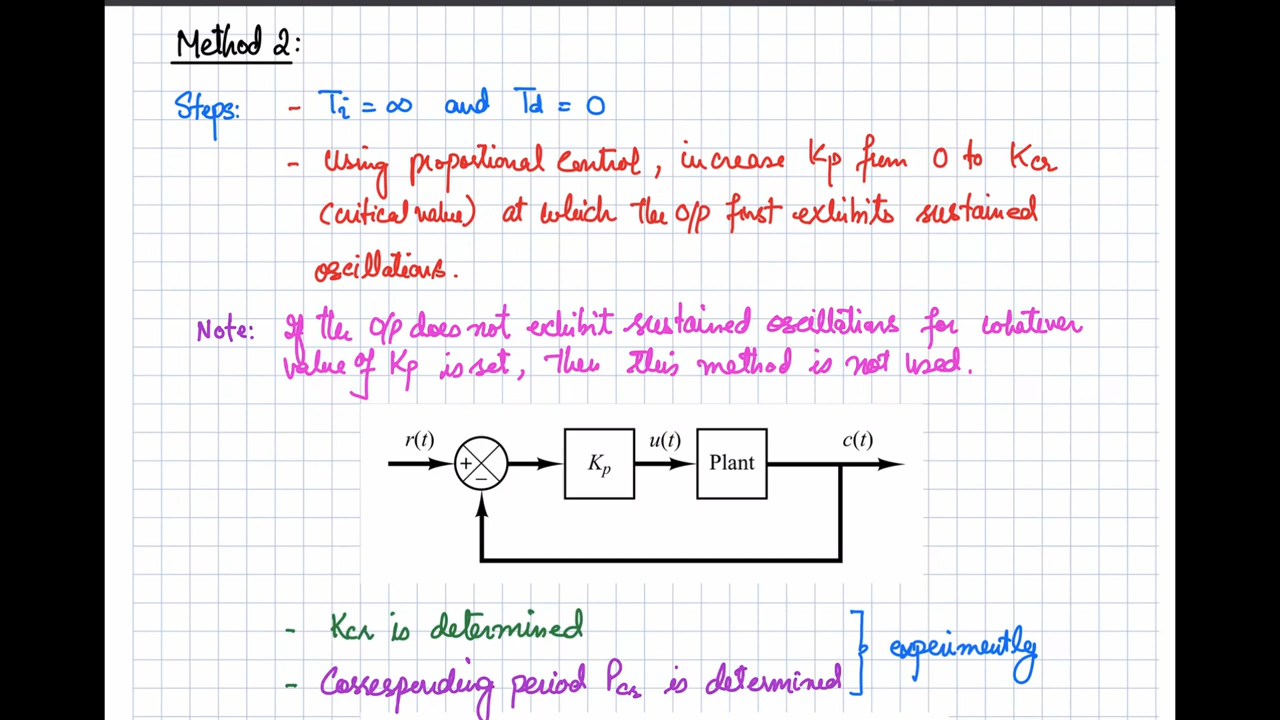 Method 2:
Steps: - Ti = ∞ and Td = 0
- Using proportional control, increase Kp from 0 to Kcr
(critical value) at which the O/p first exhibits sustained
oscillations.
Note: If the O/p does not exhibit sustained oscillations for whatever
value of Kp is set, then this method is not used.
r(t) + − Kp u(t) Plant c(t)
- Kcr is determined
- Corresponding period Pcr is determined
experimently